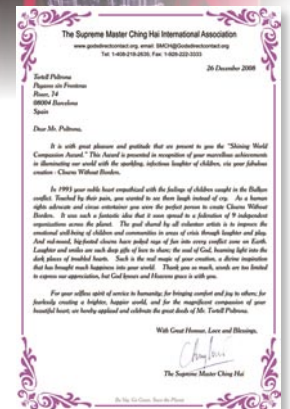 The Supreme Master Ching Hai International Association
www.godsdirectcontact.org, email: SMCH@Godsdirectcontact.org
Tel: 1-408-218-2836, Fax: 1-928-222-3333
26 December 2008
Tortell Poltrona
Payasos sin Fronteras
08004 Barcelona
Spain
Dear Mr. Poltrona,
It is with great pleasure and gratitude that we present to you the "Shining World
Compassion Award." This Award is presented in recognition of your marvellous achievements
in illuminating our world with the sparkling, infectious laughter of children, via your fabulous
creation - Clowns Without Borders.
In 1993 your noble heart empathized with the feelings of children caught in the Balkan
conflict. Touched by their pain, you wanted to see them laugh instead of cry. As a human
rights advocate and circus entertainer you were the perfect person to create Clowns Without
Borders. It was such a fantastic idea that it soon spread to a federation of 9 independent
organizations across the planet. The goal shared by all volunteer artists is to improve the
emotional well-being of children and communities in areas of crisis through laughter and play.
And red-nosed, big-footed clowns have poked rays of fun into every conflict zone on Earth.
Laughter and smiles are such deep gifts of love to share; the soul of God, beaming light into the
dark places of troubled hearts. Such is the real magic of your creation, a divine inspiration
that has brought much happiness into your world. Thank you so much, words are too limited
to express our appreciation, but God knows and Heavens grace is with you.
For your selfless spirit of service to humanity; for bringing comfort and joy to others; for
fearlessly creating a brighter, happier world, and for the magnificent compassion of your
beautiful heart, we hereby applaud and celebrate the great deeds of Mr. Tortell Poltrona.
With Great Honour, Love and Blessings,
The Supreme Master Ching Hai
Be Veg, Go Green, Save the Planet